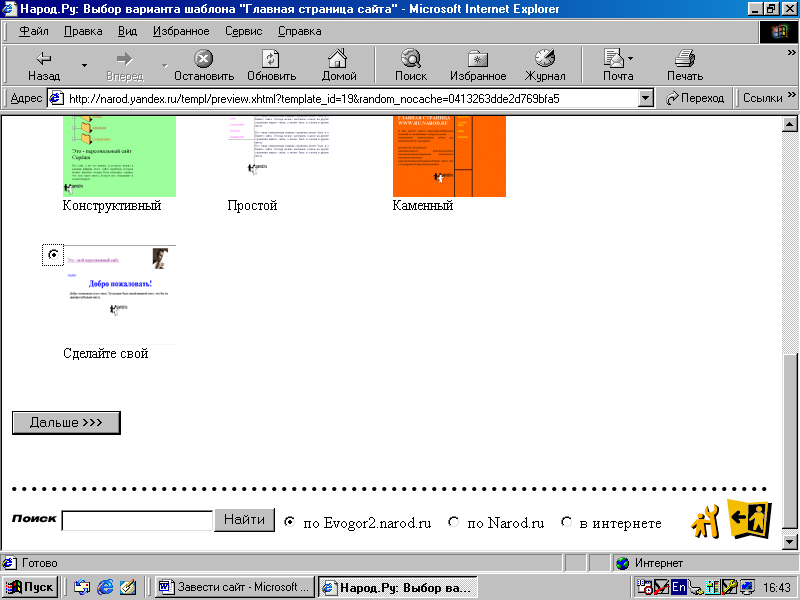 Народ.Ру: Выбор варианта шаблона "Главная страница сайта" - Microsoft Internet Explorer
Файл Правка Вид Избранное Сервис Справка
Назад Вперед Остановить Обновить Домой Поиск Избранное Журнал Почта Печать
Адрес http://narod.yandex.ru/templ/preview.xhtml?template_id=19&random_nocache=0413263dde2d769bfa5 Переход Ссылки »
Это - персональный сайт
Серёжа
Конструктивный Простой Каменный
Это - мой персональный сайт
Добро пожаловать!
Сделайте свой
Дальше >>>
Поиск Найти по Evogor2.narod.ru по Narod.ru в интернете
Готово Интернет
Пуск Завести сайт - Microsoft ... Народ.Ру: Выбор ва... En 16:43